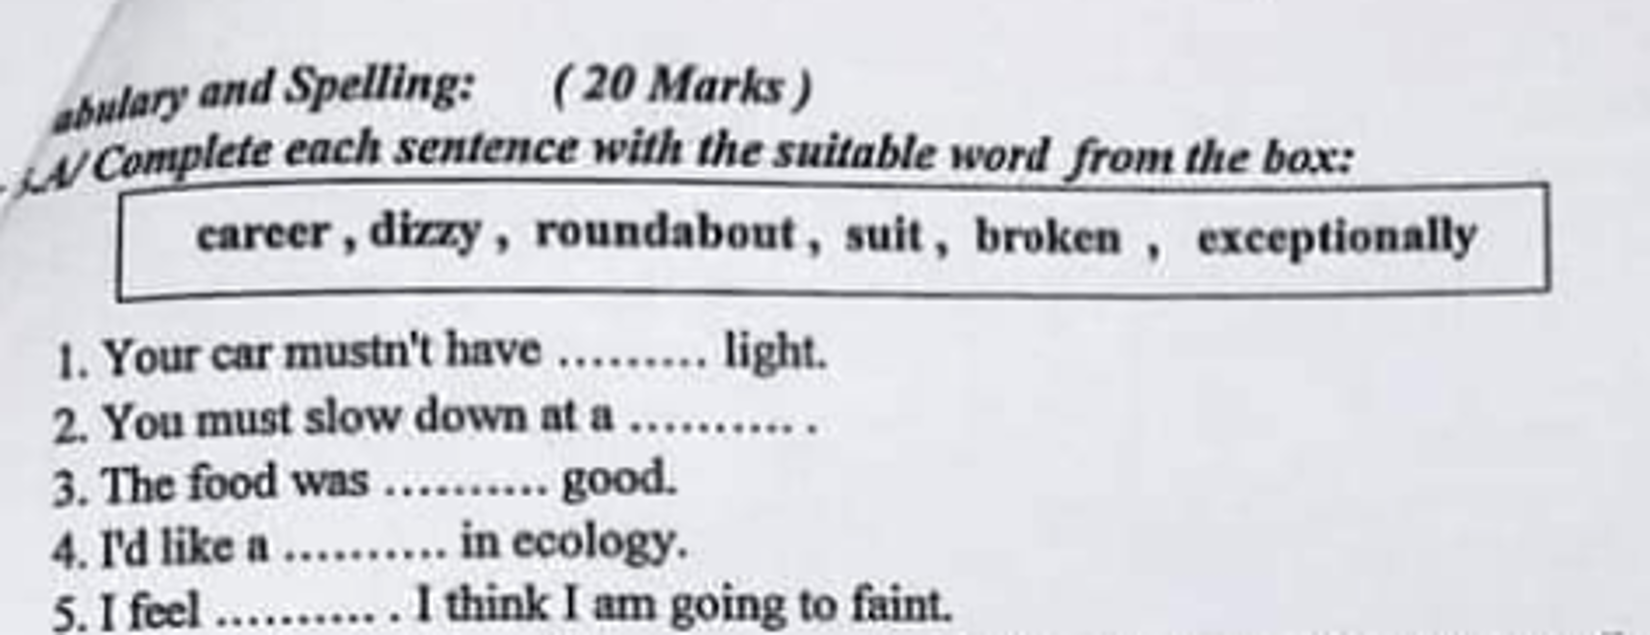 abulary and Spelling: ( 20 Marks )
A/ Complete each sentence with the suitable word from the box:
career , dizzy , roundabout , suit , broken , exceptionally
1. Your car mustn't have ......... light.
2. You must slow down at a .......... .
3. The food was .......... good.
4. I'd like a .......... in ecology.
5. I feel .......... . I think I am going to faint.